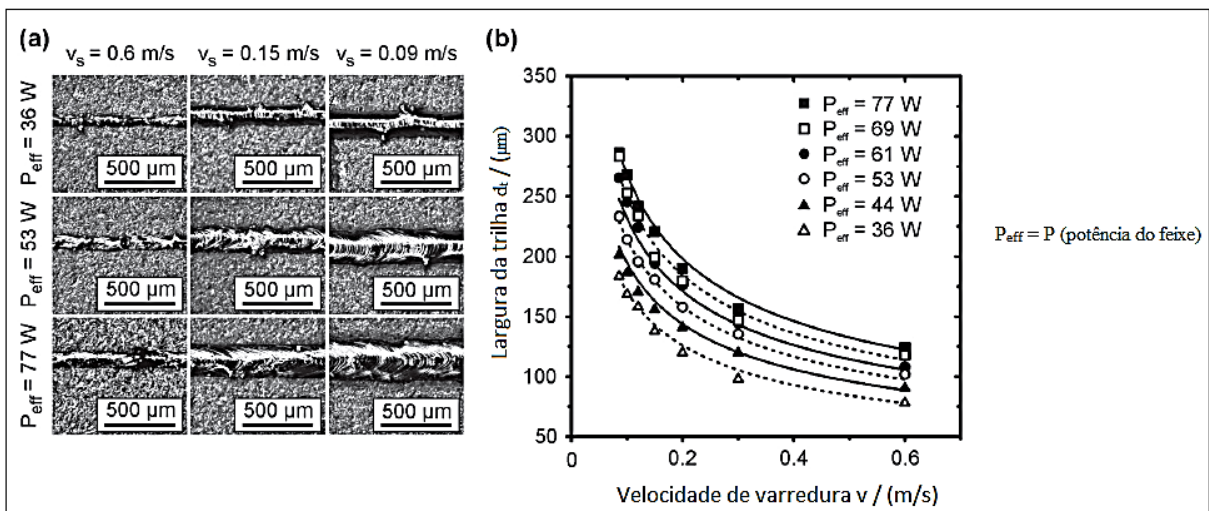 (a)
v_s = 0.6 m/s v_s = 0.15 m/s v_s = 0.09 m/s
P_eff = 36 W
500 µm 500 µm 500 µm
P_eff = 53 W
500 µm 500 µm 500 µm
P_eff = 77 W
500 µm 500 µm 500 µm
(b)
Largura da trilha d_t / (µm)
350
300
250
200
150
100
50
P_eff = 77 W
P_eff = 69 W
P_eff = 61 W
P_eff = 53 W
P_eff = 44 W
P_eff = 36 W
0 0.2 0.4 0.6
Velocidade de varredura v / (m/s)
P_eff = P (potência do feixe)